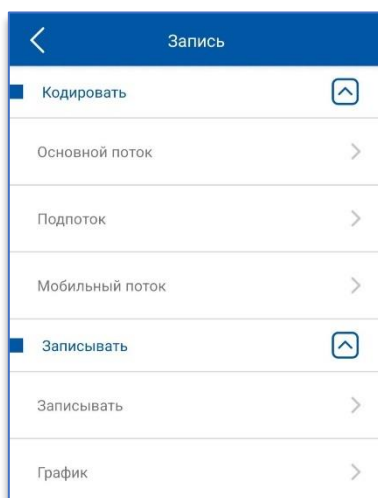 Запись
Кодировать
Основной поток
Подпоток
Мобильный поток
Записывать
Записывать
График